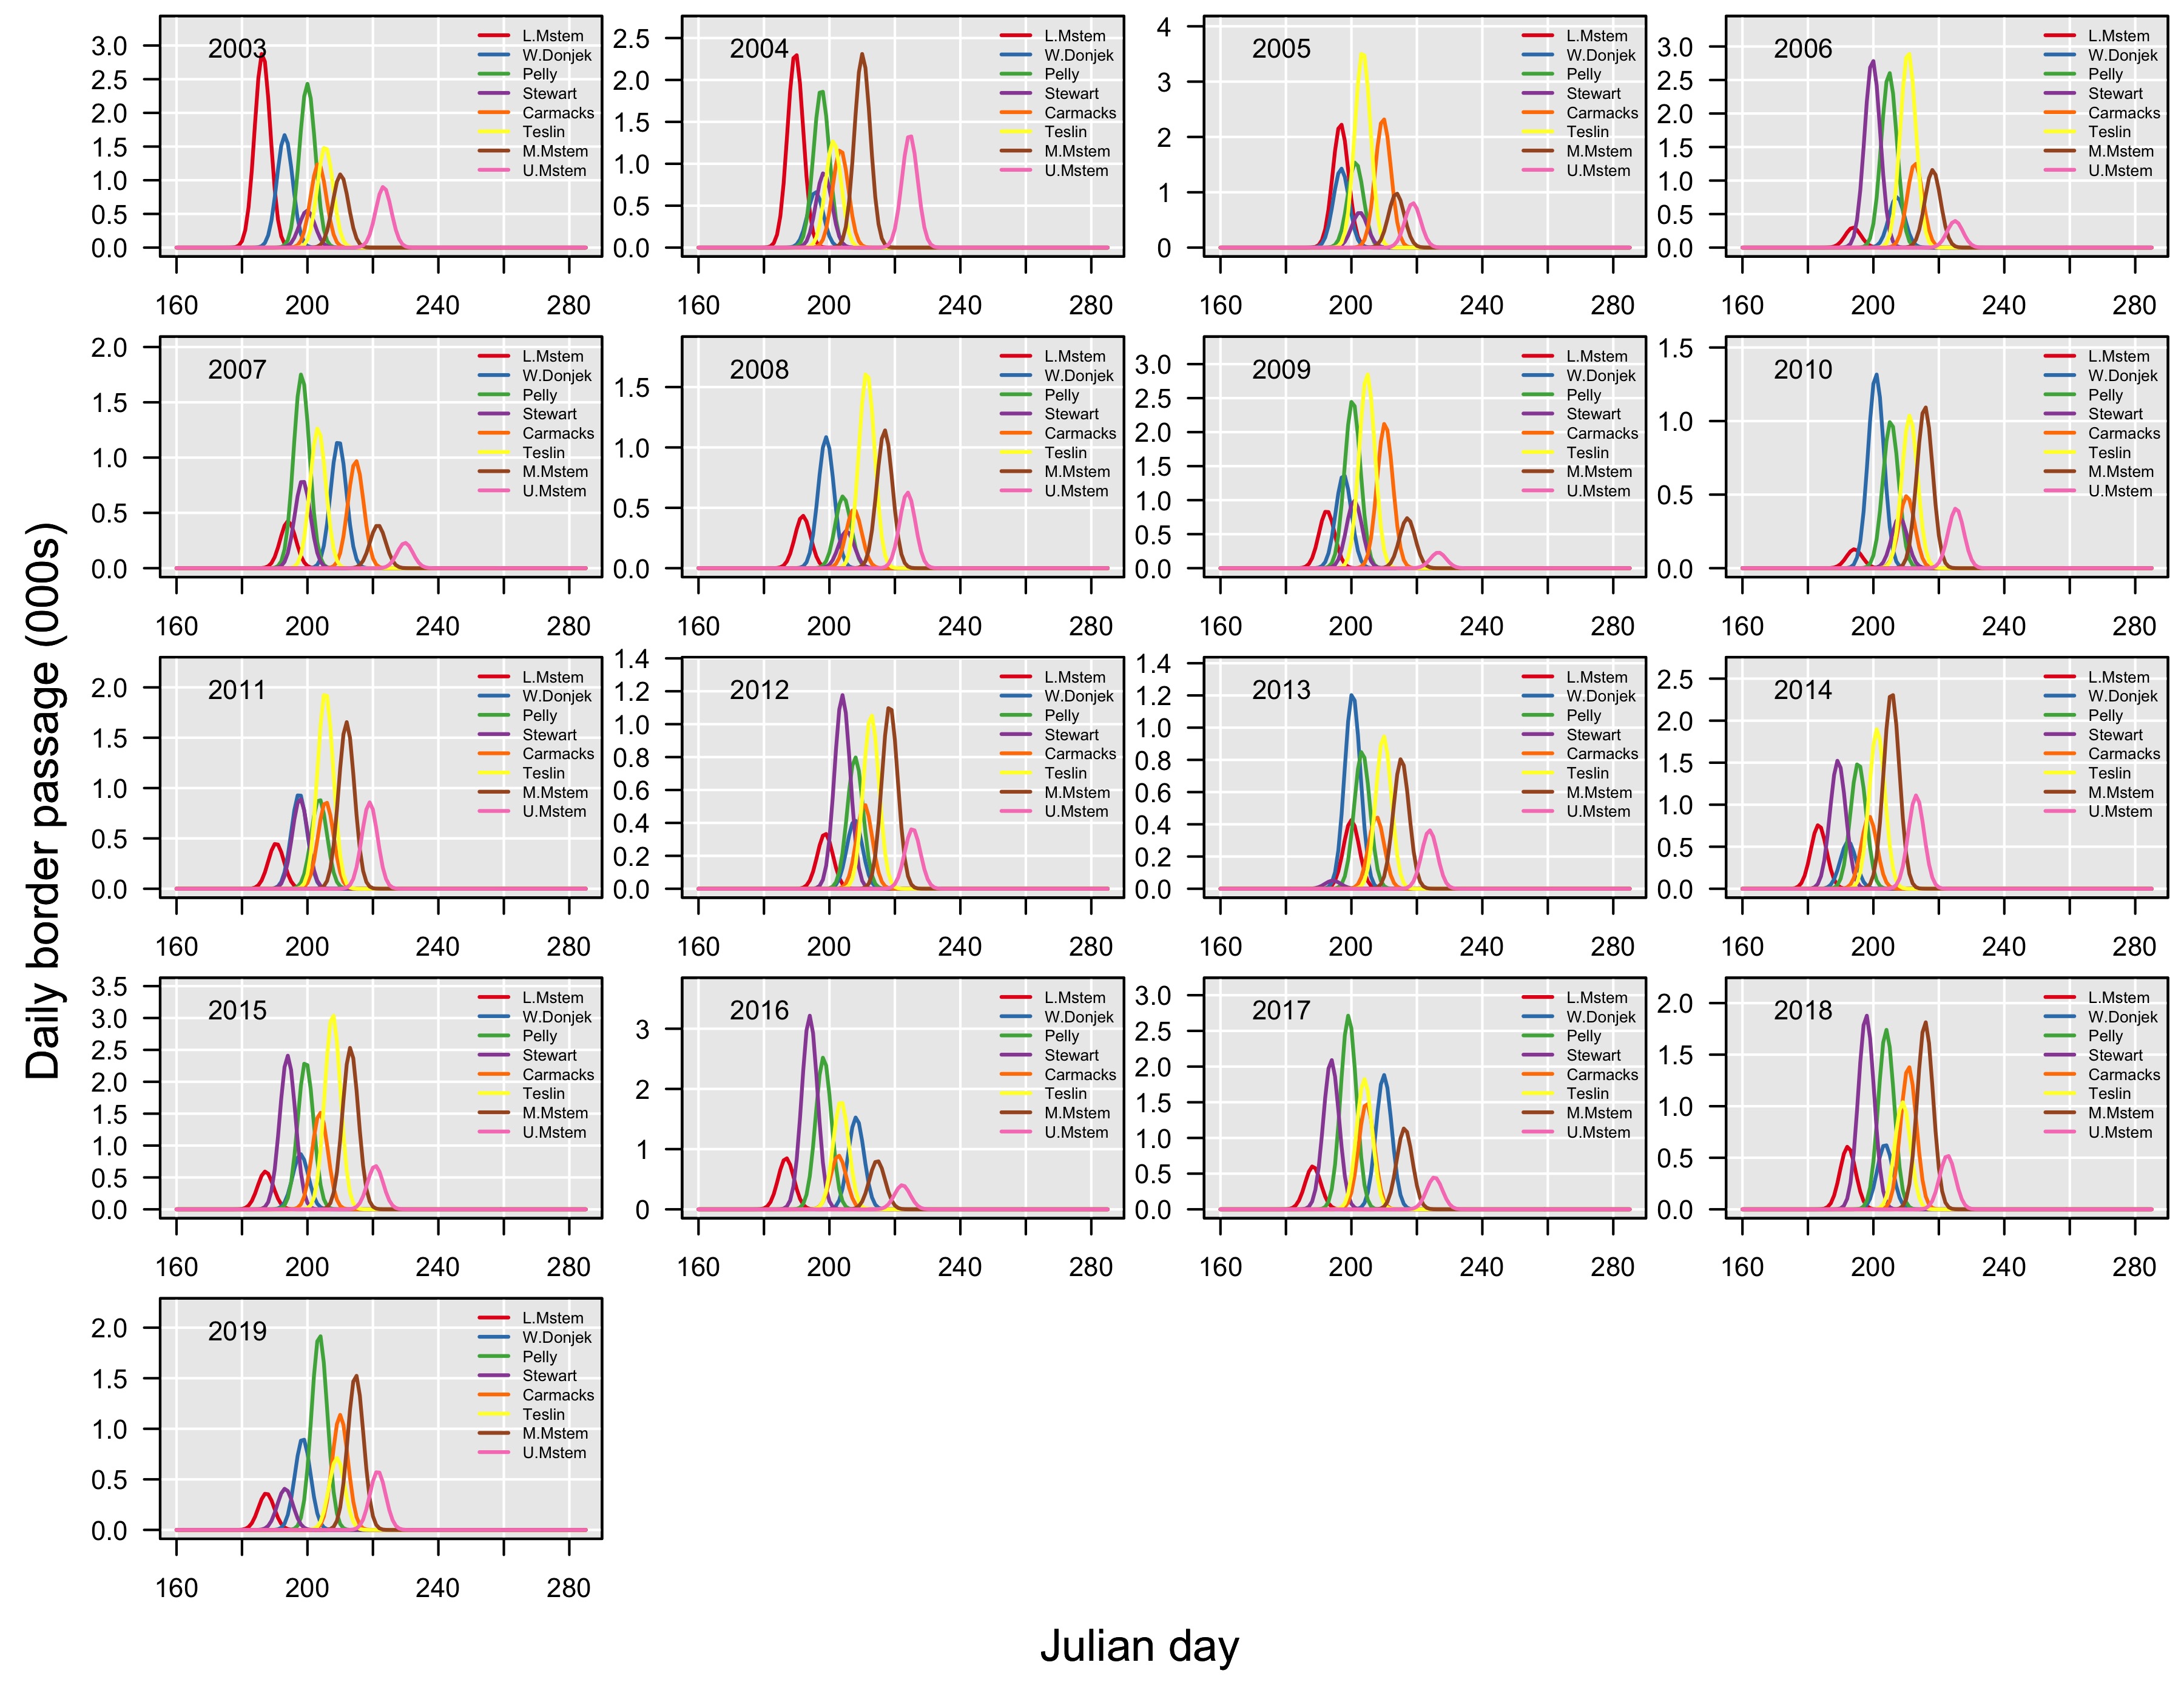 Daily border passage (000s)
2003
3.0
2.5
2.0
1.5
1.0
0.5
0.0
160 200 240 280
L.Mstem
W.Donjek
Pelly
Stewart
Carmacks
Teslin
M.Mstem
U.Mstem
2004
2.5
2.0
1.5
1.0
0.5
0.0
160 200 240 280
L.Mstem
W.Donjek
Pelly
Stewart
Carmacks
Teslin
M.Mstem
U.Mstem
2005
4
3
2
1
0
160 200 240 280
L.Mstem
W.Donjek
Pelly
Stewart
Carmacks
Teslin
M.Mstem
U.Mstem
2006
3.0
2.5
2.0
1.5
1.0
0.5
0.0
160 200 240 280
L.Mstem
W.Donjek
Pelly
Stewart
Carmacks
Teslin
M.Mstem
U.Mstem
2007
2.0
1.5
1.0
0.5
0.0
160 200 240 280
L.Mstem
W.Donjek
Pelly
Stewart
Carmacks
Teslin
M.Mstem
U.Mstem
2008
1.5
1.0
0.5
0.0
160 200 240 280
L.Mstem
W.Donjek
Pelly
Stewart
Carmacks
Teslin
M.Mstem
U.Mstem
2009
3.0
2.5
2.0
1.5
1.0
0.5
0.0
160 200 240 280
L.Mstem
W.Donjek
Pelly
Stewart
Carmacks
Teslin
M.Mstem
U.Mstem
2010
1.5
1.0
0.5
0.0
160 200 240 280
L.Mstem
W.Donjek
Pelly
Stewart
Carmacks
Teslin
M.Mstem
U.Mstem
2011
2.0
1.5
1.0
0.5
0.0
160 200 240 280
L.Mstem
W.Donjek
Pelly
Stewart
Carmacks
Teslin
M.Mstem
U.Mstem
2012
1.4
1.2
1.0
0.8
0.6
0.4
0.2
0.0
160 200 240 280
L.Mstem
W.Donjek
Pelly
Stewart
Carmacks
Teslin
M.Mstem
U.Mstem
2013
1.4
1.2
1.0
0.8
0.6
0.4
0.2
0.0
160 200 240 280
L.Mstem
W.Donjek
Pelly
Stewart
Carmacks
Teslin
M.Mstem
U.Mstem
2014
2.5
2.0
1.5
1.0
0.5
0.0
160 200 240 280
L.Mstem
W.Donjek
Pelly
Stewart
Carmacks
Teslin
M.Mstem
U.Mstem
2015
3.5
3.0
2.5
2.0
1.5
1.0
0.5
0.0
160 200 240 280
L.Mstem
W.Donjek
Pelly
Stewart
Carmacks
Teslin
M.Mstem
U.Mstem
2016
3
2
1
0
160 200 240 280
L.Mstem
W.Donjek
Pelly
Stewart
Carmacks
Teslin
M.Mstem
U.Mstem
2017
3.0
2.5
2.0
1.5
1.0
0.5
0.0
160 200 240 280
L.Mstem
W.Donjek
Pelly
Stewart
Carmacks
Teslin
M.Mstem
U.Mstem
2018
2.0
1.5
1.0
0.5
0.0
160 200 240 280
L.Mstem
W.Donjek
Pelly
Stewart
Carmacks
Teslin
M.Mstem
U.Mstem
2019
2.0
1.5
1.0
0.5
0.0
160 200 240 280
L.Mstem
W.Donjek
Pelly
Stewart
Carmacks
Teslin
M.Mstem
U.Mstem
Julian day